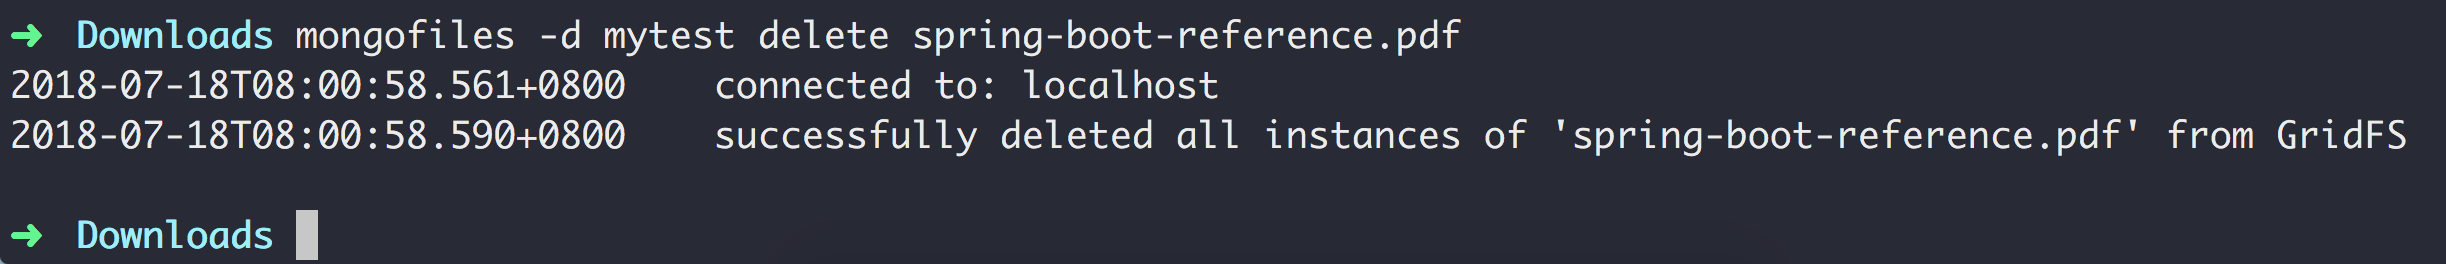 ➜ Downloads mongofiles -d mytest delete spring-boot-reference.pdf
2018-07-18T08:00:58.561+0800    connected to: localhost
2018-07-18T08:00:58.590+0800    successfully deleted all instances of 'spring-boot-reference.pdf' from GridFS
➜ Downloads